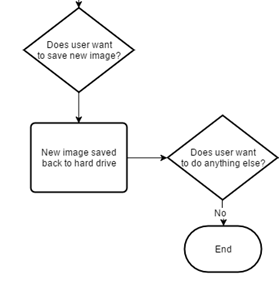 Does user want
to save new image?
New image saved
back to hard drive
Does user want
to do anything else?
No
End